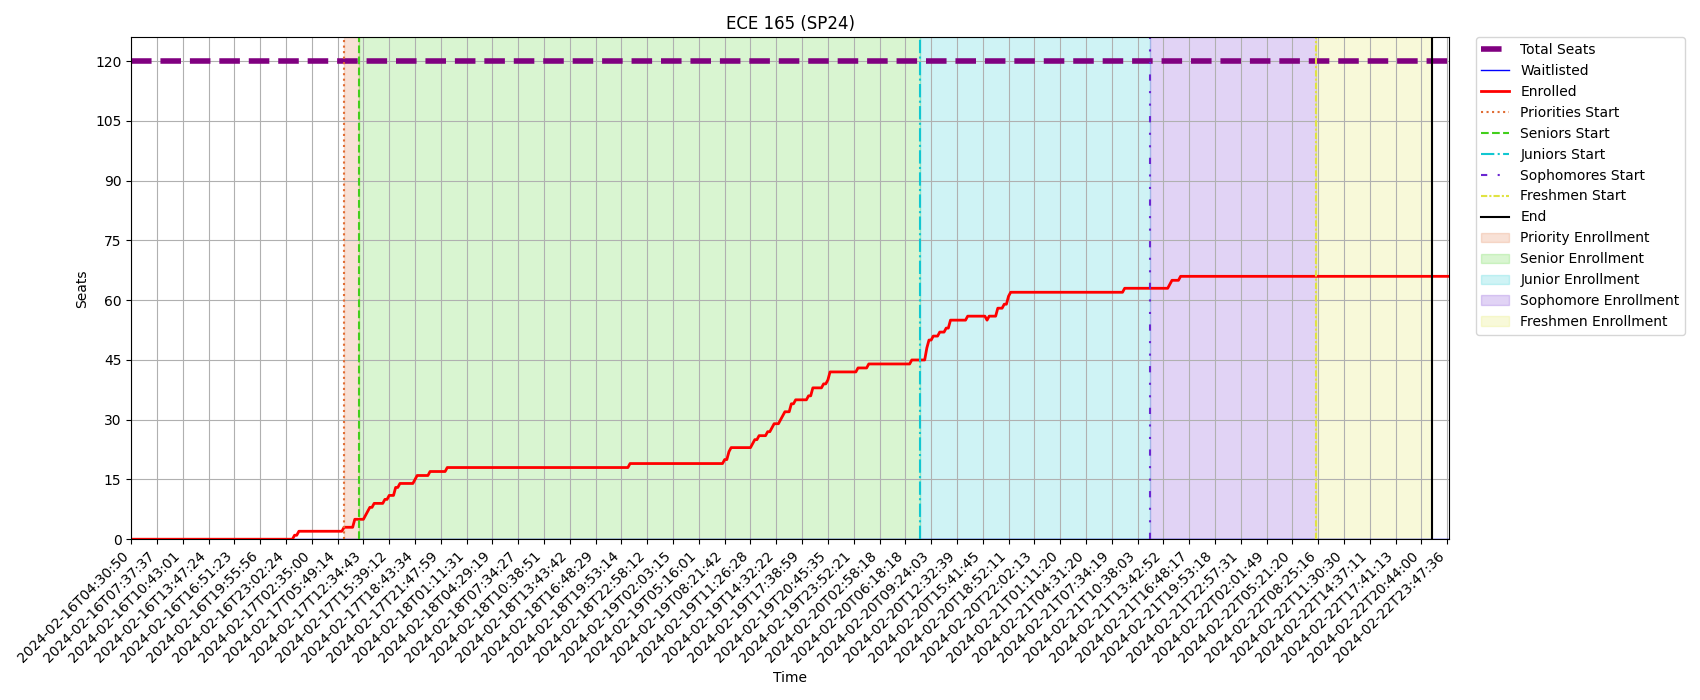 ECE 165 (SP24)
Seats
120
105
90
75
60
45
30
15
0
2024-02-16T04:30:50
2024-02-16T07:37:37
2024-02-16T10:43:01
2024-02-16T13:47:24
2024-02-16T16:51:23
2024-02-16T19:55:56
2024-02-16T23:02:24
2024-02-17T02:35:00
2024-02-17T05:49:14
2024-02-17T12:34:43
2024-02-17T15:39:12
2024-02-17T18:43:34
2024-02-17T21:47:59
2024-02-18T01:11:31
2024-02-18T04:29:19
2024-02-18T07:34:27
2024-02-18T10:38:51
2024-02-18T13:43:42
2024-02-18T16:48:29
2024-02-18T19:53:14
2024-02-18T22:58:12
2024-02-19T02:03:15
2024-02-19T05:16:01
2024-02-19T08:21:42
2024-02-19T11:26:28
2024-02-19T14:32:22
2024-02-19T17:38:59
2024-02-19T20:45:35
2024-02-19T23:52:21
2024-02-20T02:58:18
2024-02-20T06:18:18
2024-02-20T09:24:03
2024-02-20T12:32:39
2024-02-20T15:41:45
2024-02-20T18:52:11
2024-02-20T22:02:13
2024-02-21T01:11:20
2024-02-21T04:31:20
2024-02-21T07:34:19
2024-02-21T10:38:03
2024-02-21T13:42:52
2024-02-21T16:48:17
2024-02-21T19:53:18
2024-02-21T22:57:31
2024-02-22T02:01:49
2024-02-22T05:21:20
2024-02-22T08:25:16
2024-02-22T11:30:30
2024-02-22T14:37:11
2024-02-22T17:41:13
2024-02-22T20:44:00
2024-02-22T23:47:36
Time
Total Seats
Waitlisted
Enrolled
Priorities Start
Seniors Start
Juniors Start
Sophomores Start
Freshmen Start
End
Priority Enrollment
Senior Enrollment
Junior Enrollment
Sophomore Enrollment
Freshmen Enrollment